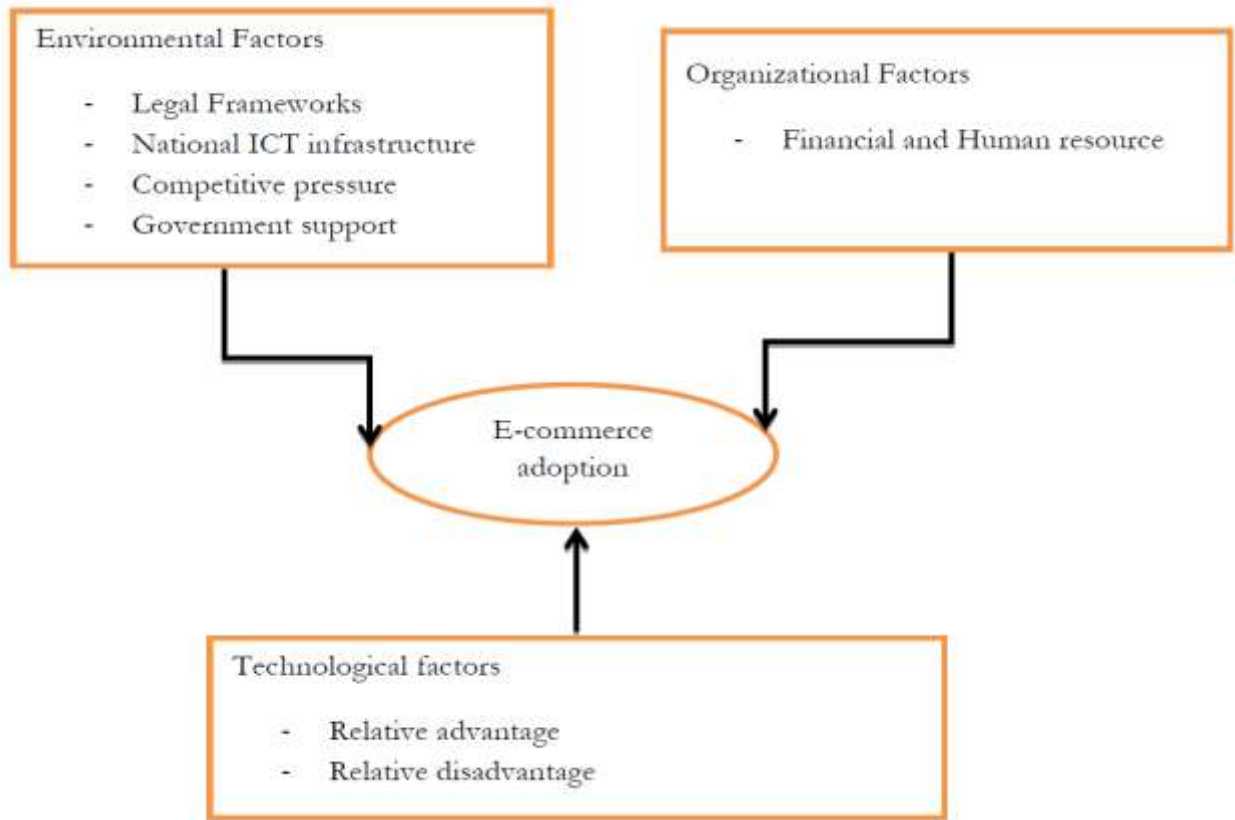 Environmental Factors
- Legal Frameworks
- National ICT infrastructure
- Competitive pressure
- Government support
Organizational Factors
- Financial and Human resource
E-commerce
adoption
Technological factors
- Relative advantage
- Relative disadvantage